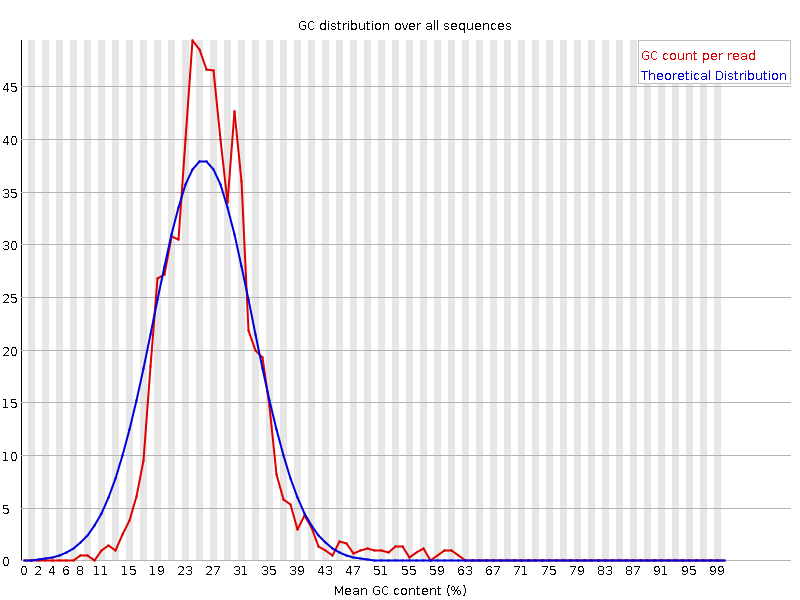 GC distribution over all sequences
GC count per read
Theoretical Distribution
45
40
35
30
25
20
15
10
5
0
0 2 4 6 8 11 15 19 23 27 31 35 39 43 47 51 55 59 63 67 71 75 79 83 87 91 95 99
Mean GC content (%)